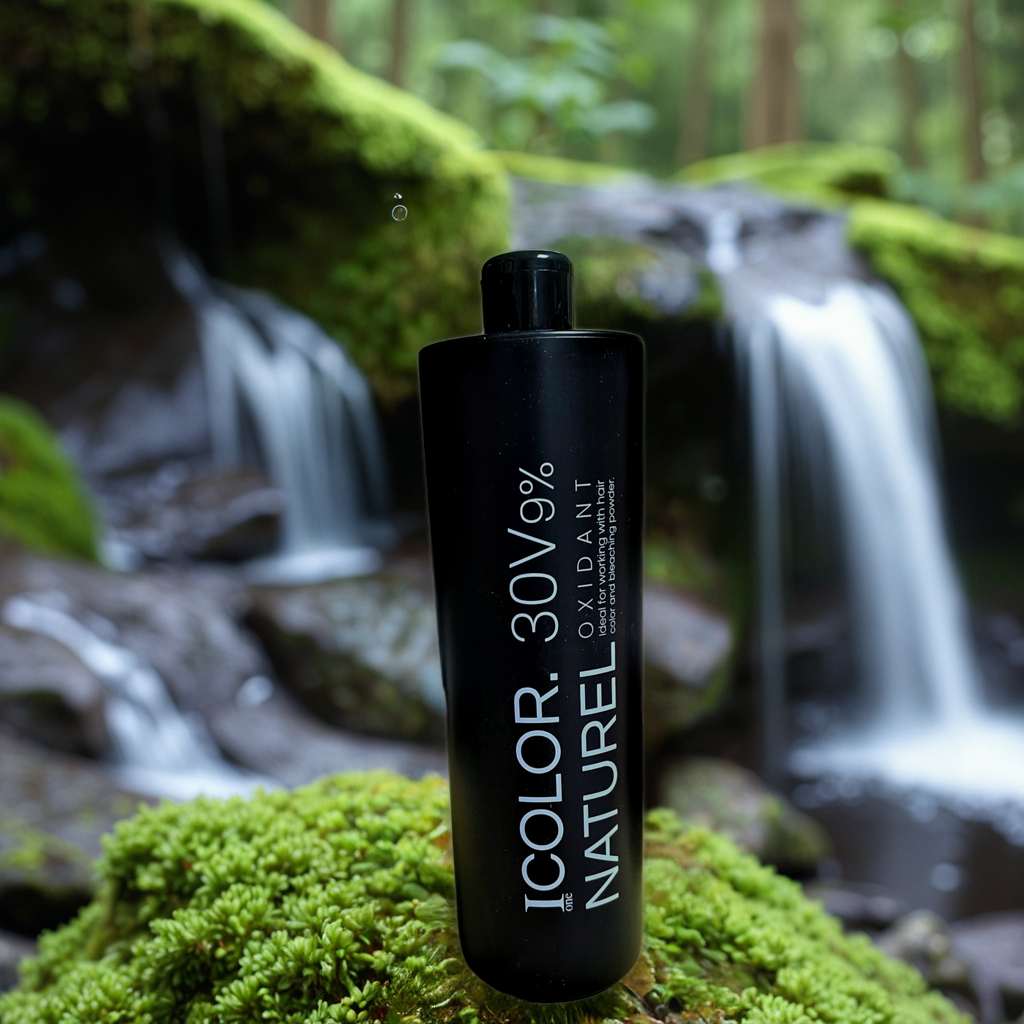 ICOLOR. 30V9%
one
NATUREL OXIDANT
Ideal for working with hair
color and bleaching powder.